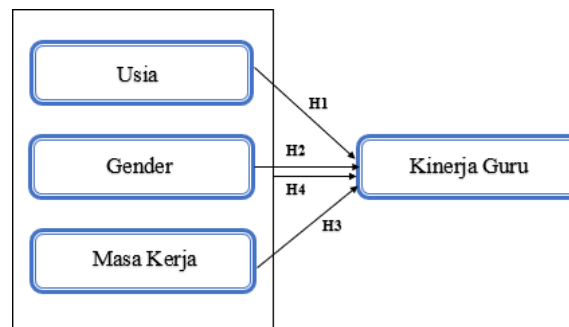 Usia
H1
Gender
H2
Kinerja Guru
H4
H3
Masa Kerja